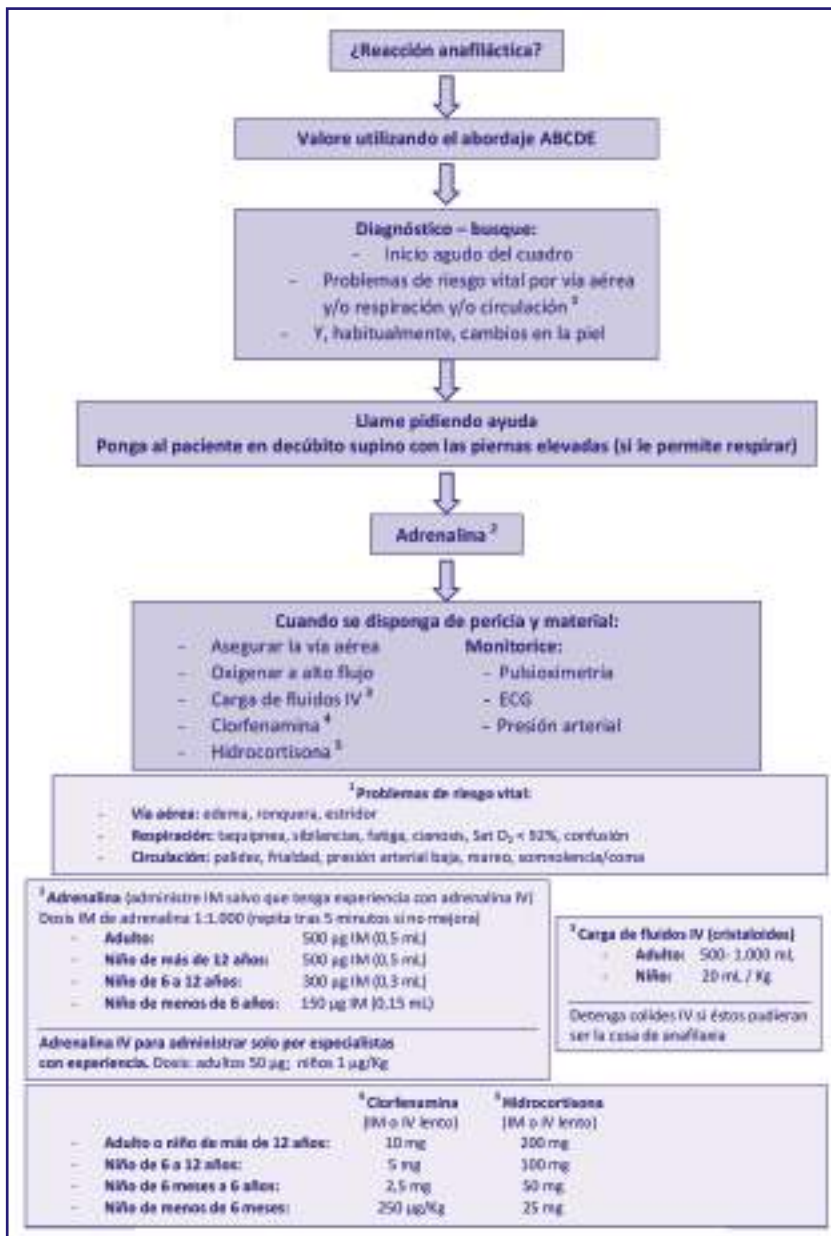 ¿Reacción anafiláctica?
Valore utilizando el abordaje ABCDE
Diagnóstico – busque:
- Inicio agudo del cuadro
- Problemas de riesgo vital por vía aérea
y/o respiración y/o circulación 1
- Y, habitualmente, cambios en la piel
Llame pidiendo ayuda
Ponga al paciente en decúbito supino con las piernas elevadas (si le permite respirar)
Adrenalina 2
Cuando se disponga de pericia y material:
- Asegurar la vía aérea
- Oxigenar a alto flujo
- Carga de fluidos IV 3
- Clorfenamina 4
- Hidrocortisona 5
Monitorice:
- Pulsioximetría
- ECG
- Presión arterial
1 Problemas de riesgo vital:
- Vía aérea: edema, ronquera, estridor
- Respiración: taquipnea, sibilancias, fatiga, cianosis, Sat O2 < 92%, confusión
- Circulación: palidez, frialdad, presión arterial baja, mareo, somnolencia/coma
2 Adrenalina (administre IM salvo que tenga experiencia con adrenalina IV)
Dosis IM de adrenalina 1:1.000 (repita tras 5 minutos si no mejora)
- Adulto: 500 µg IM (0,5 mL)
- Niño de más de 12 años: 500 µg IM (0,5 mL)
- Niño de 6 a 12 años: 300 µg IM (0,3 mL)
- Niño de menos de 6 años: 150 µg IM (0,15 mL)
Adrenalina IV para administrar solo por especialistas
con experiencia. Dosis: adultos 50 µg; niños 1 µg/Kg
3 Carga de fluidos IV (cristaloides)
- Adulto: 500- 1.000 mL
- Niño: 20 mL / Kg
Detenga coloides IV si éstos pudieran
ser la cosa de anafilaxia
4 Clorfenamina 5 Hidrocortisona
(IM o IV lento) (IM o IV lento)
- Adulto o niño de más de 12 años: 10 mg 200 mg
- Niño de 6 a 12 años: 5 mg 100 mg
- Niño de 6 meses a 6 años: 2,5 mg 50 mg
- Niño de menos de 6 meses: 250 µg/Kg 25 mg